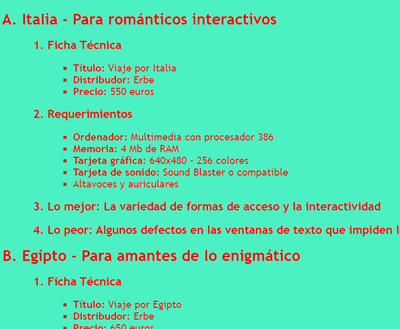 A. Italia - Para románticos interactivos
1. Ficha Técnica
Título: Viaje por Italia
Distribudor: Erbe
Precio: 550 euros
2. Requerimientos
Ordenador: Multimedia con procesador 386
Memoria: 4 Mb de RAM
Tarjeta gráfica: 640x480 - 256 colores
Tarjeta de sonido: Sound Blaster o compatible
Altavoces y auriculares
3. Lo mejor: La variedad de formas de acceso y la interactividad
4. Lo peor: Algunos defectos en las ventanas de texto que impiden
B. Egipto - Para amantes de lo enigmático
1. Ficha Técnica
Título: Viaje por Egipto
Distribudor: Erbe
Precio: 650 euros